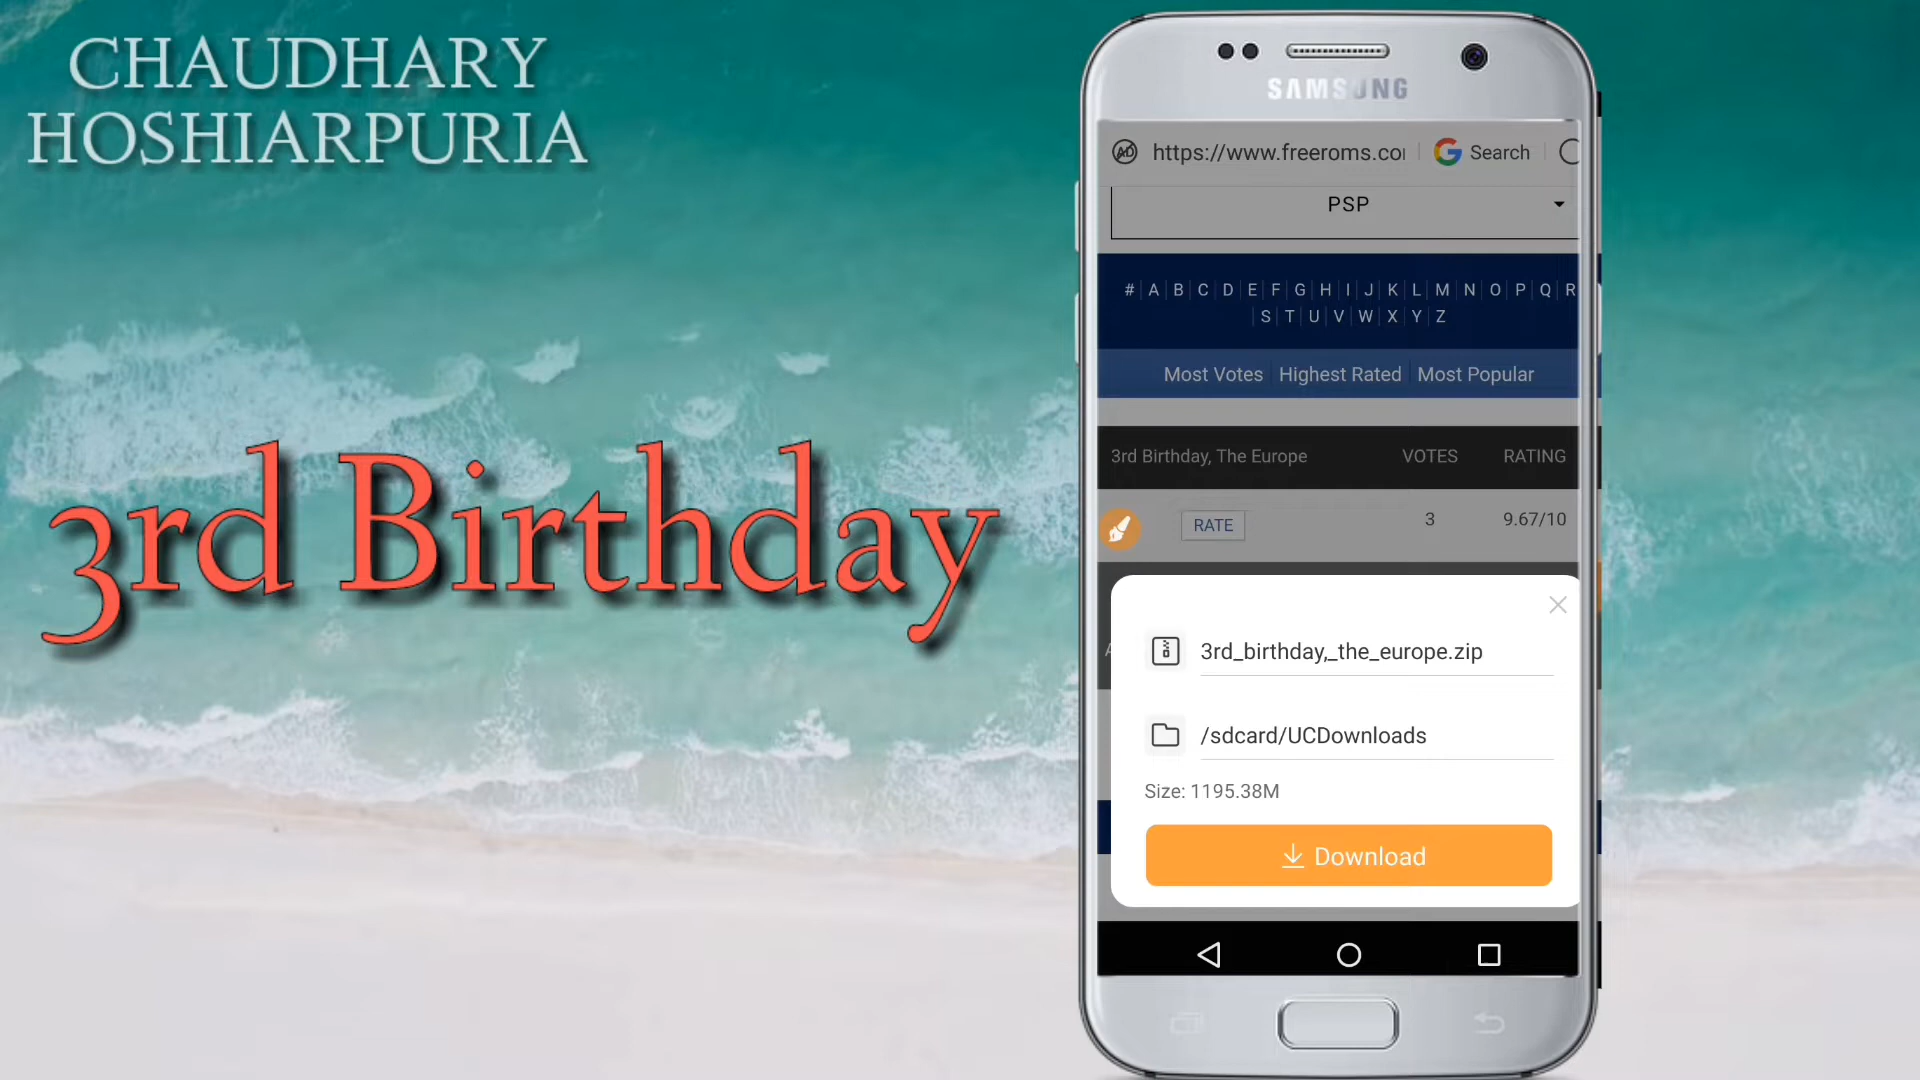 CHAUDHARY
HOSHIARPURIA
3rd Birthday
SAMSUNG
https://www.freeroms.co
Search
PSP
# A B C D E F G H I J K L M N O P Q R
S T U V W X Y Z
Most Votes Highest Rated Most Popular
3rd Birthday, The Europe VOTES RATING
RATE 3 9.67/10
3rd_birthday,_the_europe.zip
/sdcard/UCDownloads
Size: 1195.38M
Download